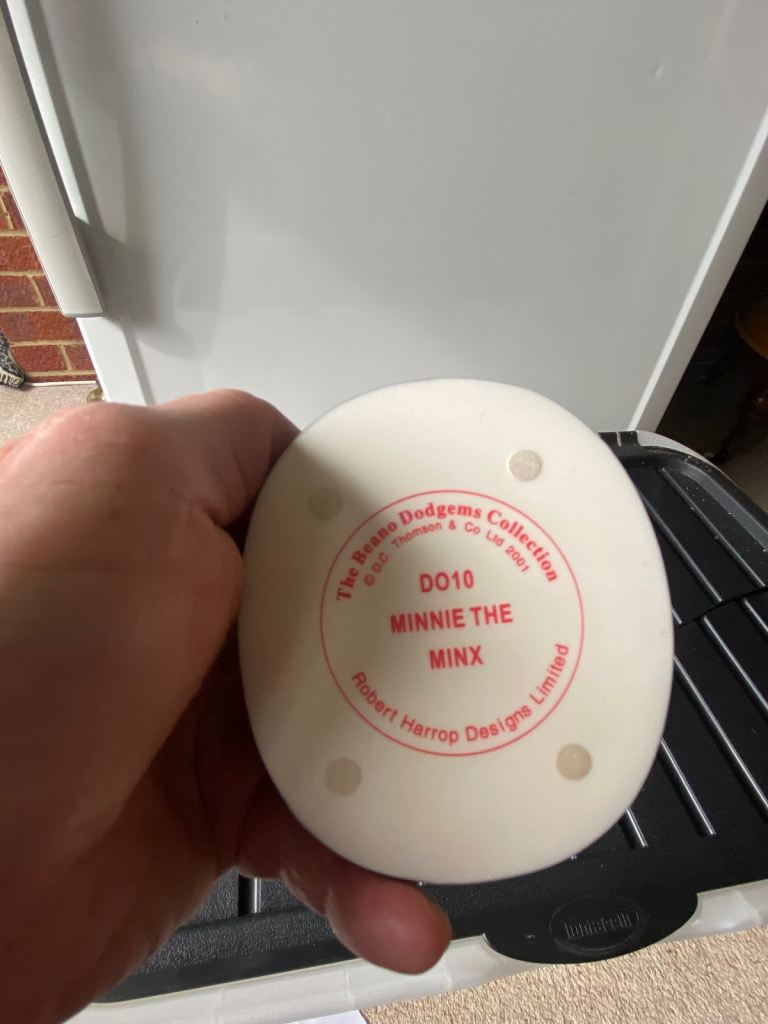 The Beano Dodgems Collection
© D.C. Thomson & Co Ltd 2001
DO10
MINNIE THE
MINX
Robert Harrop Designs Limited